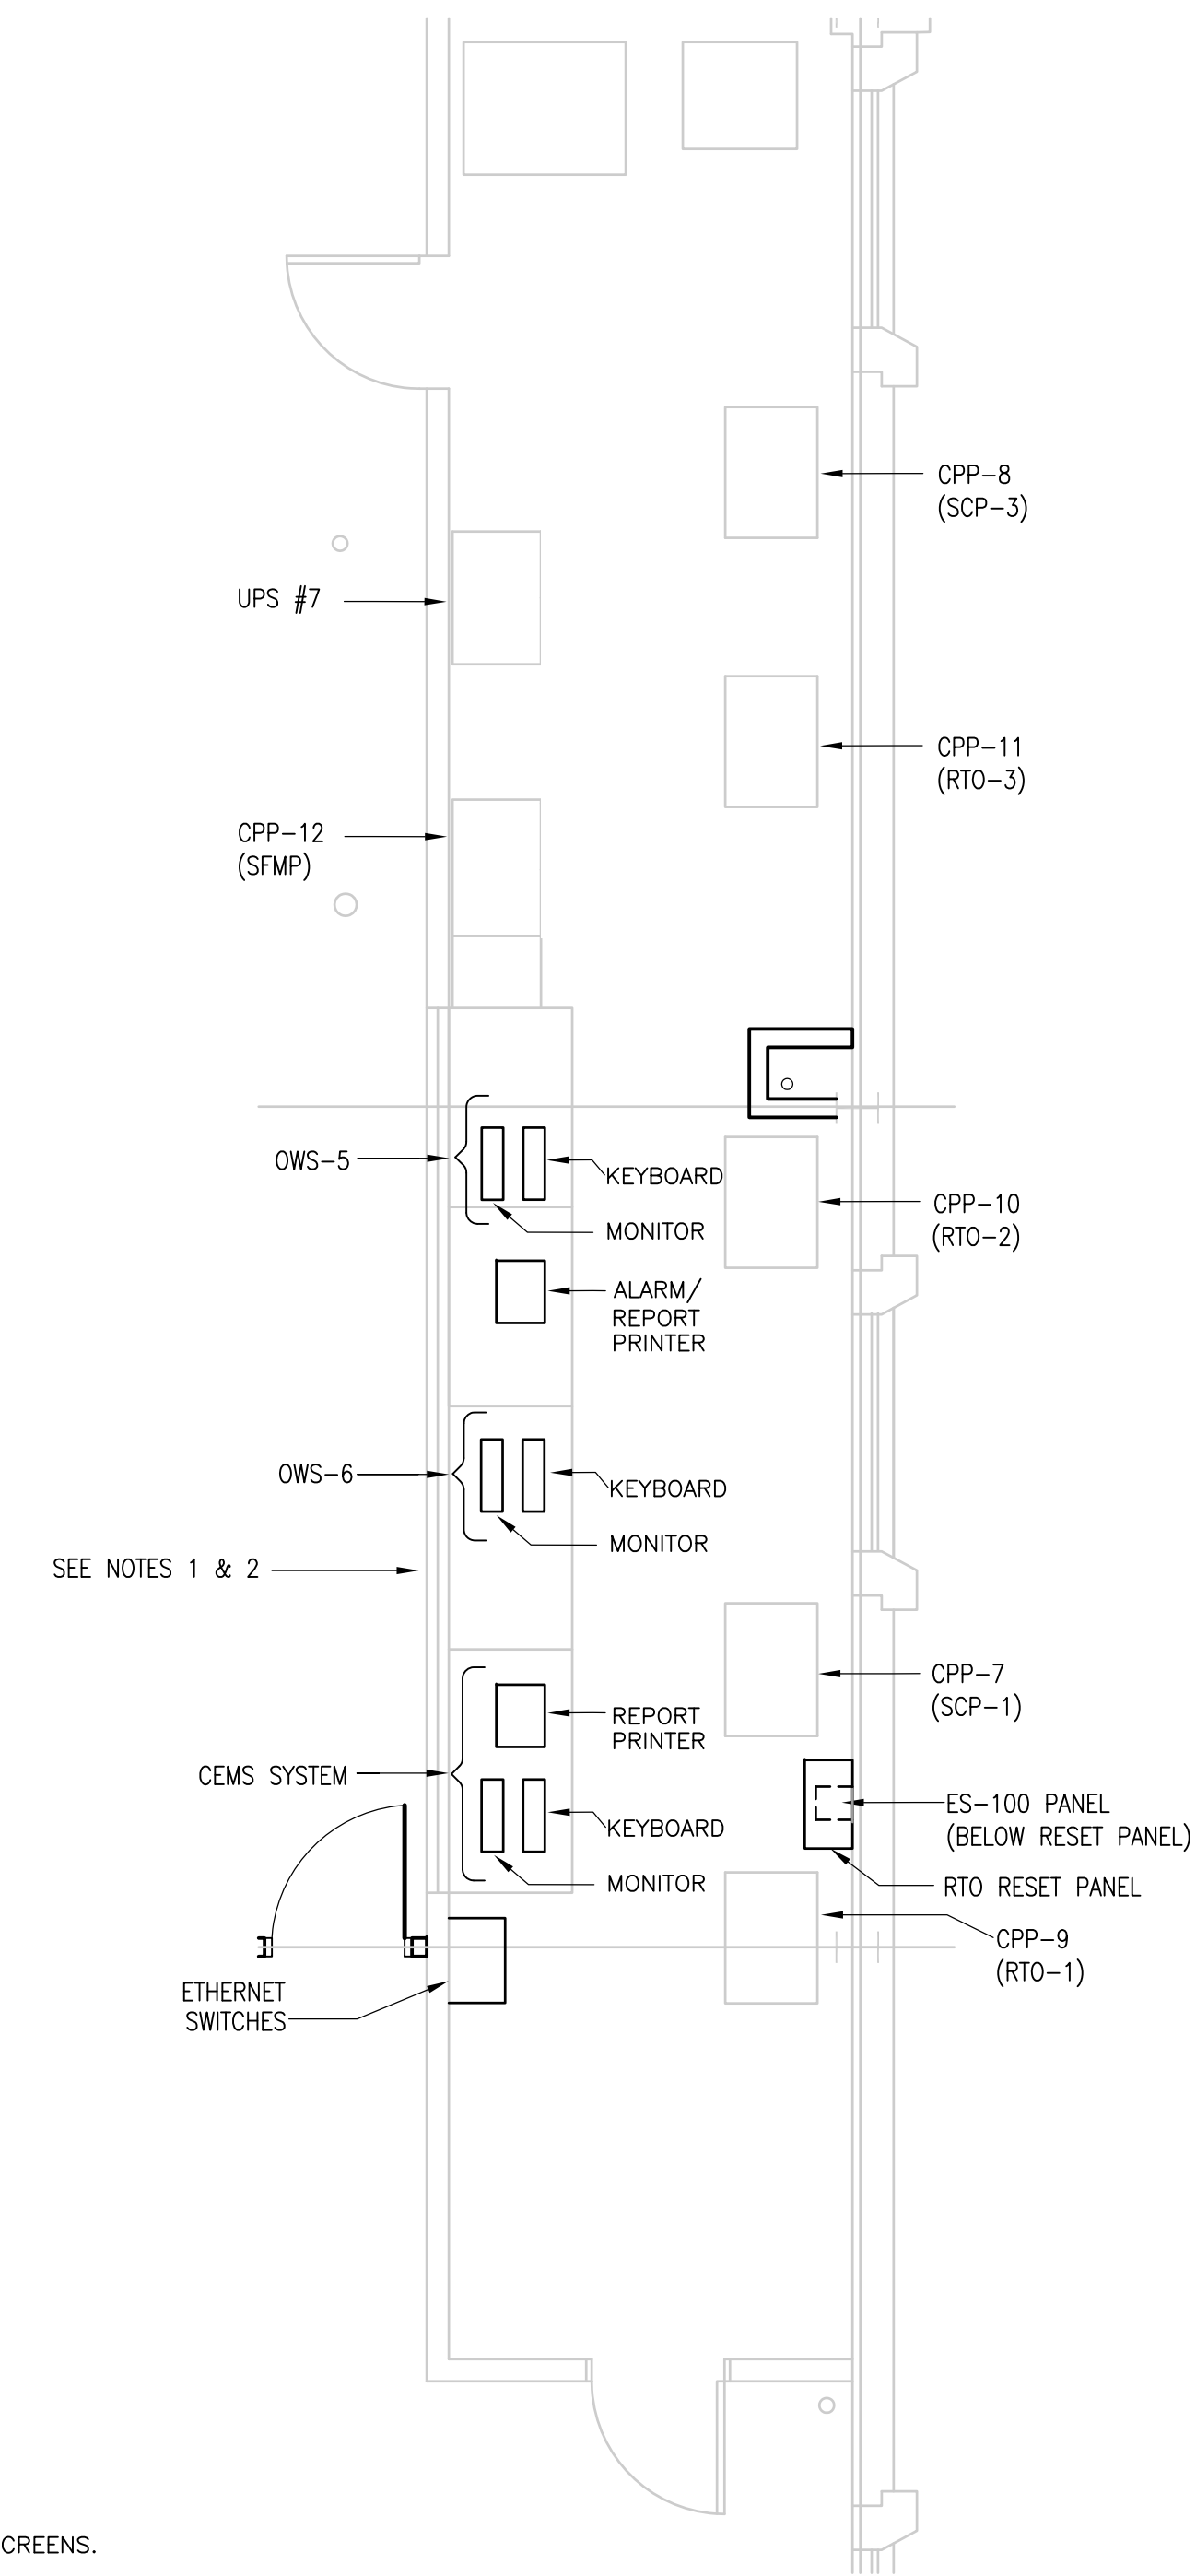 CPP-8
(SCP-3)
UPS #7
CPP-11
(RTO-3)
CPP-12
(SFMP)
OWS-5
KEYBOARD
MONITOR
CPP-10
(RTO-2)
ALARM/
REPORT
PRINTER
OWS-6
KEYBOARD
MONITOR
SEE NOTES 1 & 2
CPP-7
(SCP-1)
REPORT
PRINTER
CEMS SYSTEM
KEYBOARD
MONITOR
ES-100 PANEL
(BELOW RESET PANEL)
RTO RESET PANEL
CPP-9
(RTO-1)
ETHERNET
SWITCHES
CREENS.